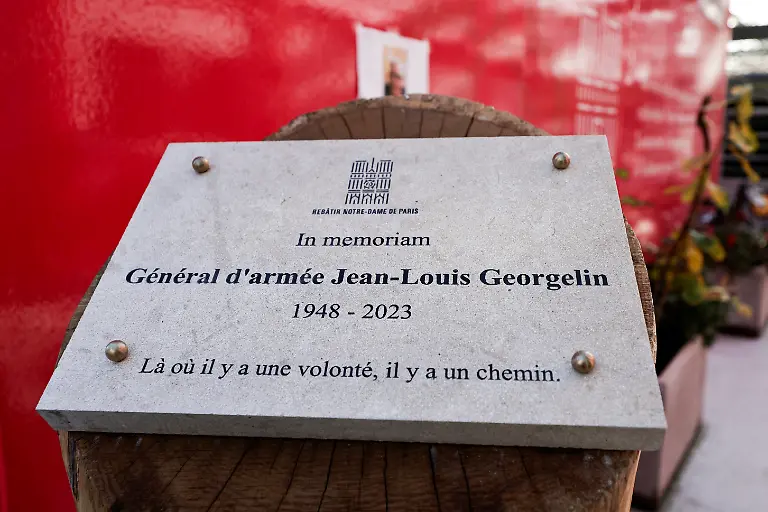 REBÂTIR NOTRE-DAME DE PARIS
In memoriam
Général d'armée Jean-Louis Georgelin
1948 - 2023
Là où il y a une volonté, il y a un chemin.